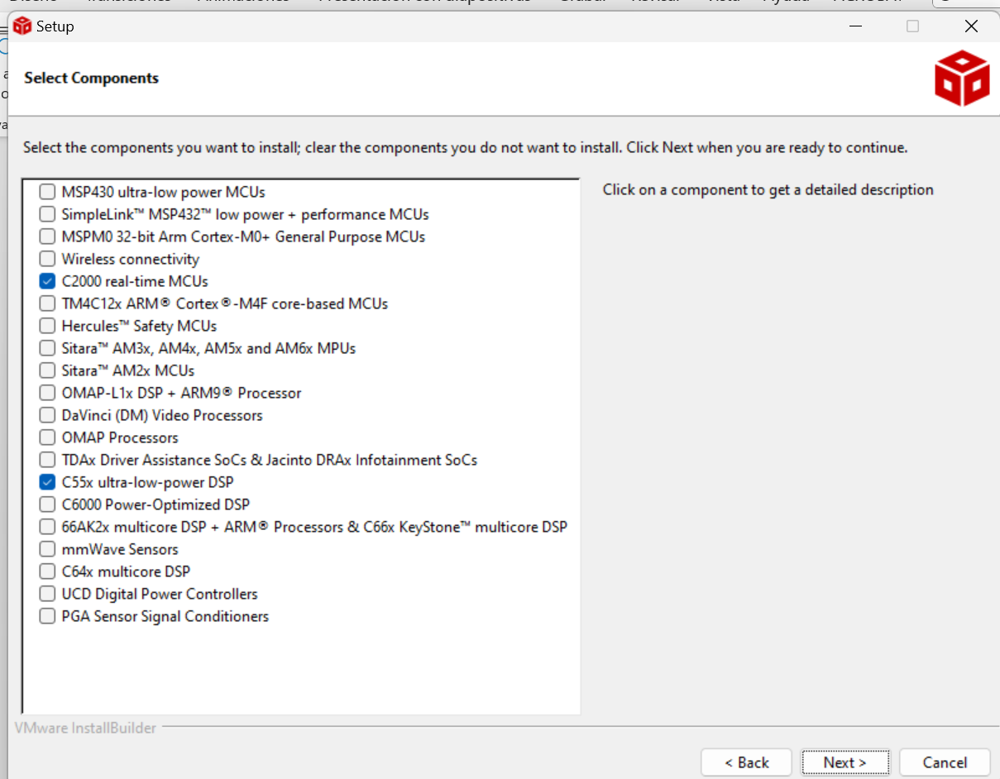 Setup
Select Components
Select the components you want to install; clear the components you do not want to install. Click Next when you are ready to continue.
MSP430 ultra-low power MCUs
Click on a component to get a detailed description
SimpleLink™ MSP432™ low power + performance MCUs
MSPM0 32-bit Arm Cortex-M0+ General Purpose MCUs
Wireless connectivity
C2000 real-time MCUs
TM4C12x ARM® Cortex®-M4F core-based MCUs
Hercules™ Safety MCUs
Sitara™ AM3x, AM4x, AM5x and AM6x MPUs
Sitara™ AM2x MCUs
OMAP-L1x DSP + ARM9® Processor
DaVinci (DM) Video Processors
OMAP Processors
TDAx Driver Assistance SoCs & Jacinto DRAx Infotainment SoCs
C55x ultra-low-power DSP
C6000 Power-Optimized DSP
66AK2x multicore DSP + ARM® Processors & C66x KeyStone™ multicore DSP
mmWave Sensors
C64x multicore DSP
UCD Digital Power Controllers
PGA Sensor Signal Conditioners
VMware InstallBuilder
< Back
Next >
Cancel